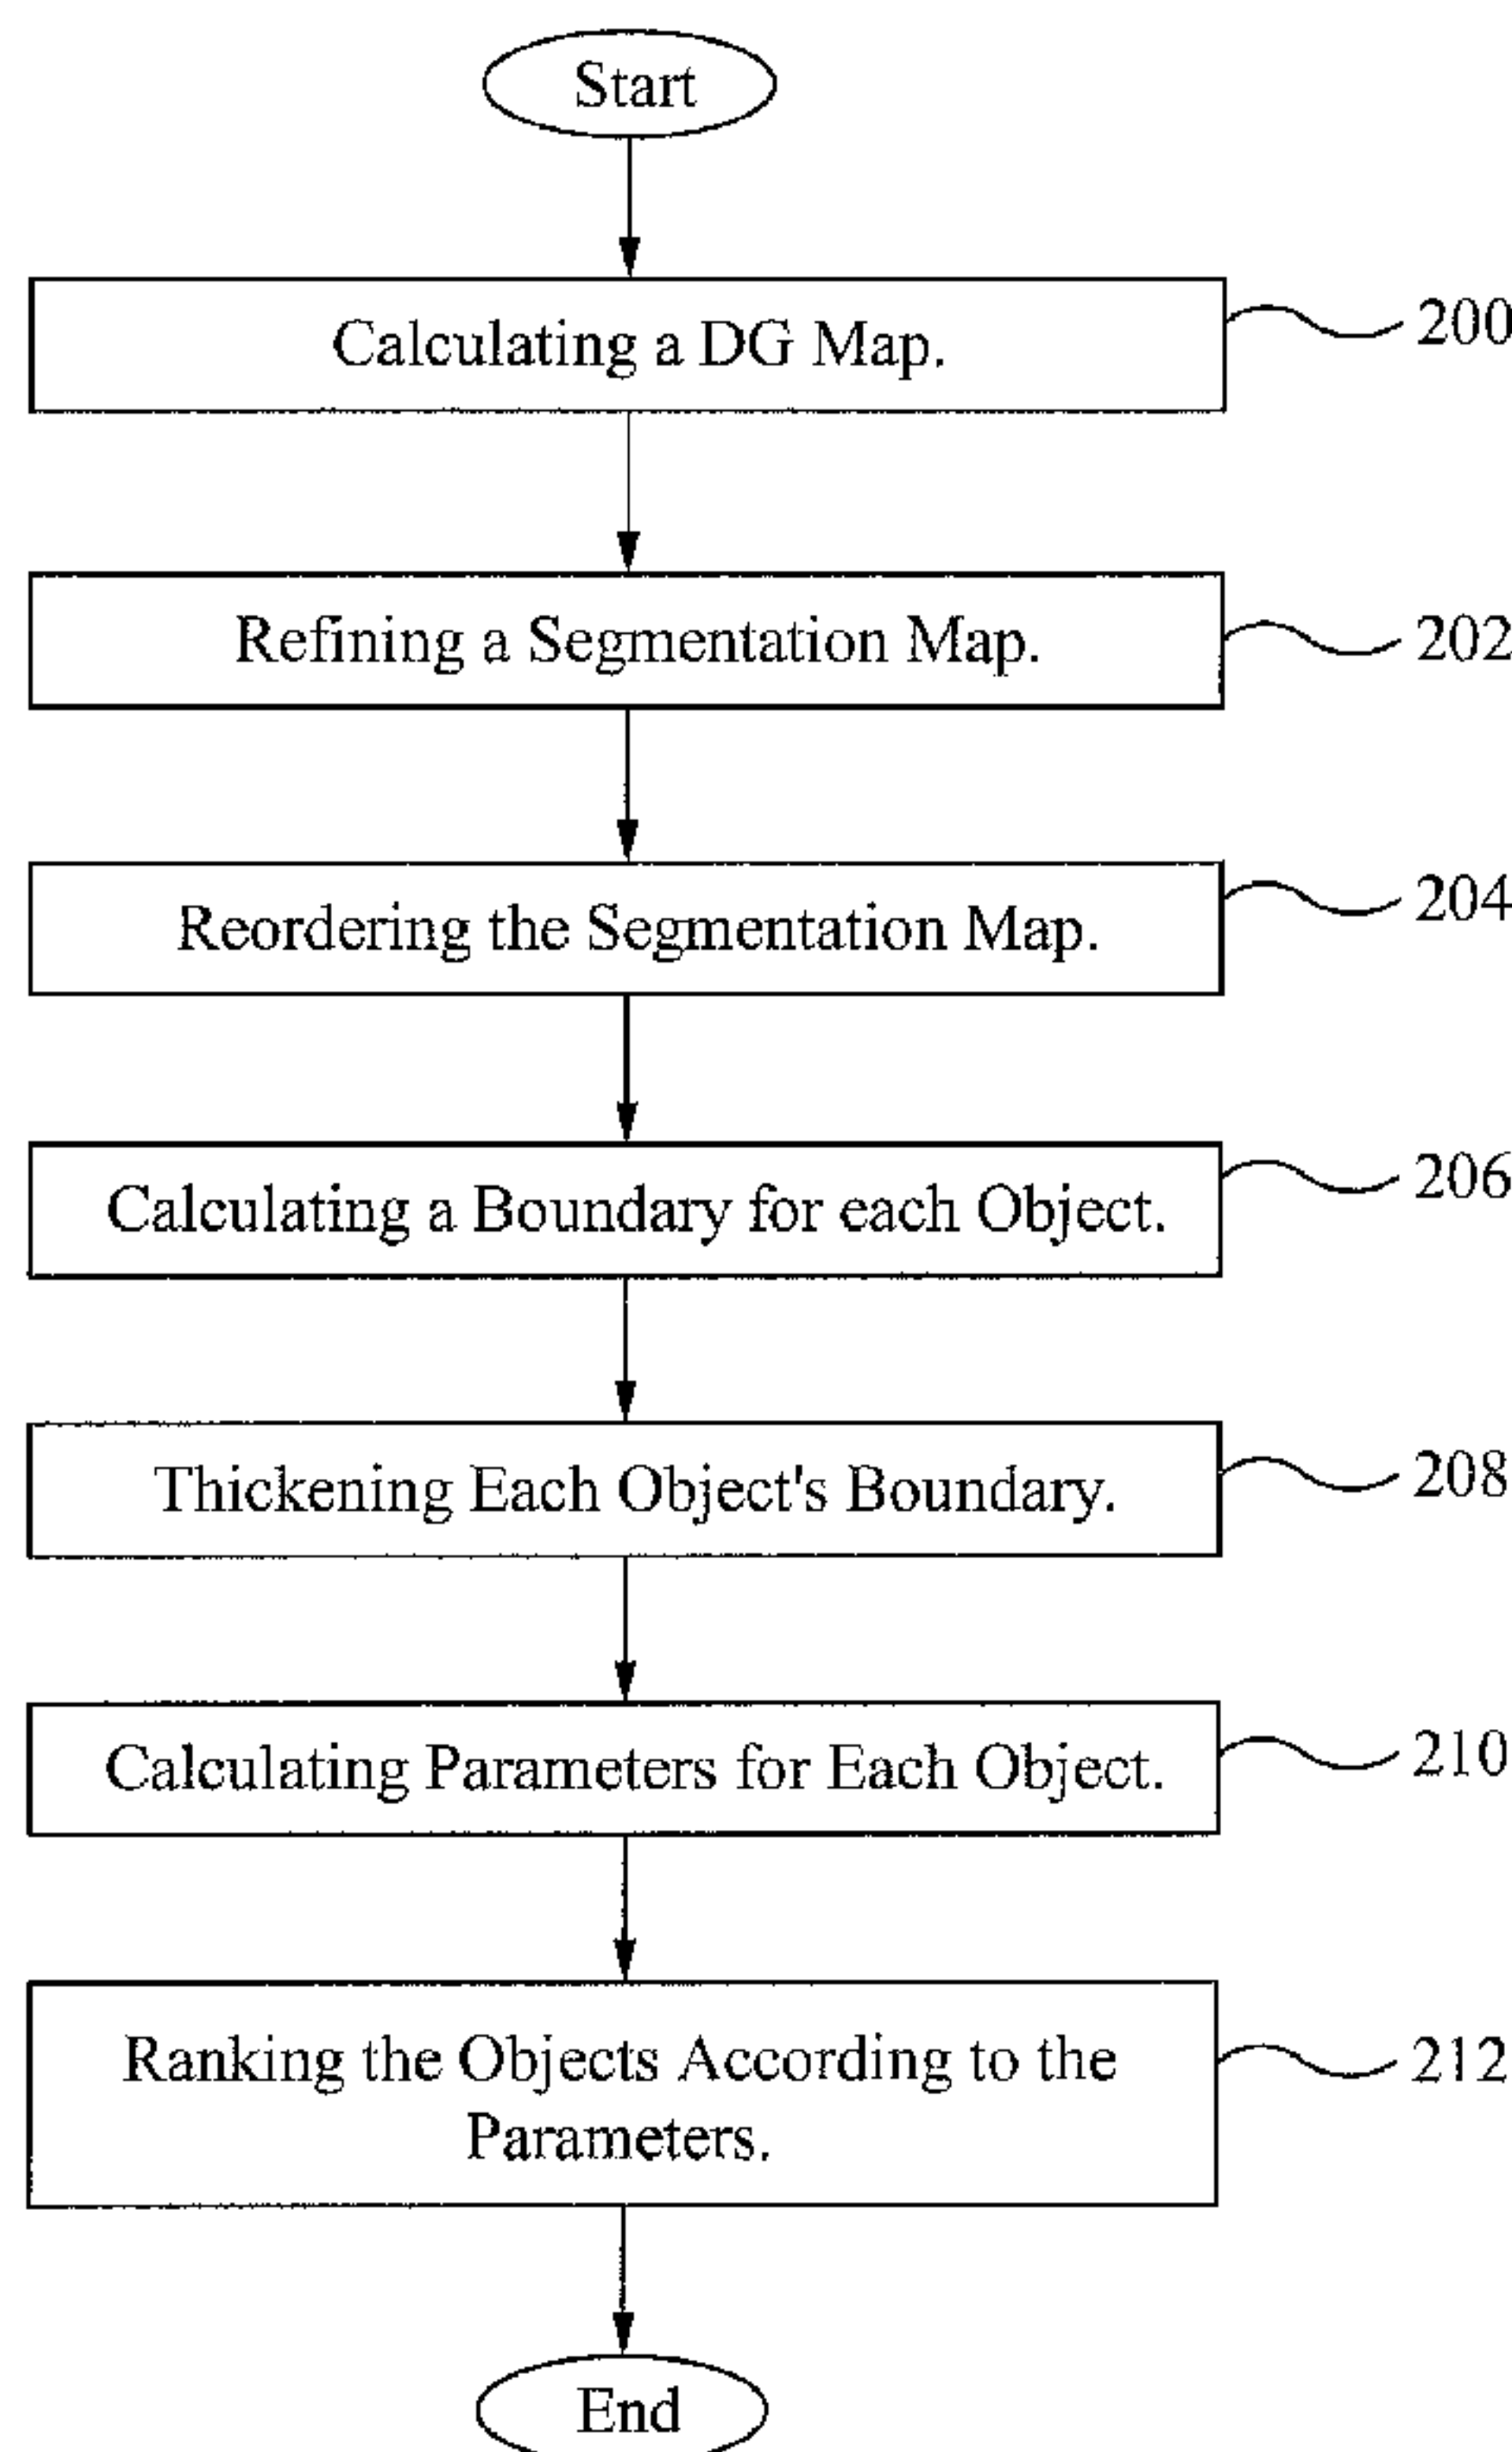 Start
Calculating a DG Map.
200
Refining a Segmentation Map.
202
Reordering the Segmentation Map.
204
Calculating a Boundary for each Object.
206
Thickening Each Object's Boundary.
208
Calculating Parameters for Each Object.
210
Ranking the Objects According to the
Parameters.
212
End